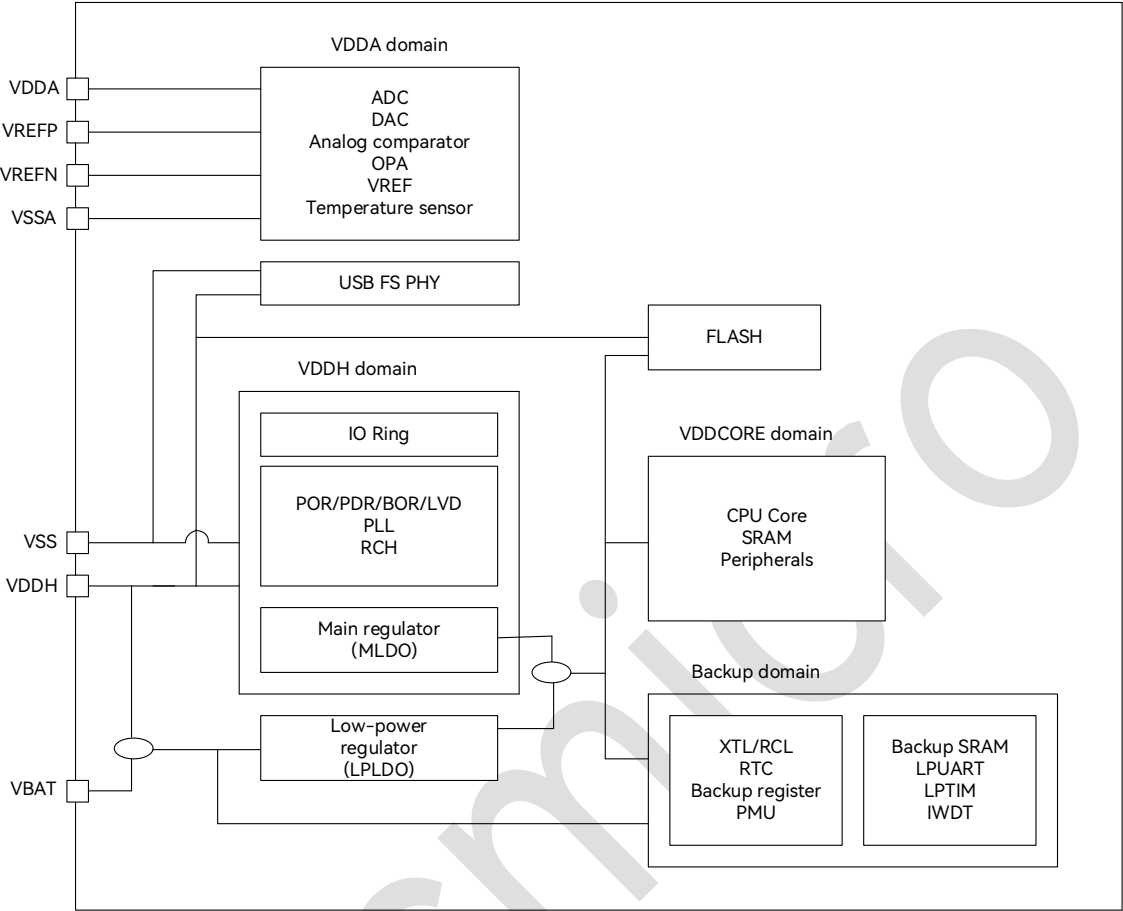 VDDA domain
VDDA
VREFP
VREFN
VSSA
ADC
DAC
Analog comparator
OPA
VREF
Temperature sensor
USB FS PHY
FLASH
VDDH domain
IO Ring
POR/PDR/BOR/LVD
PLL
RCH
VSS
VDDH
Main regulator
(MLDO)
VDDCORE domain
CPU Core
SRAM
Peripherals
Low-power
regulator
(LPLDO)
VBAT
Backup domain
XTL/RCL
RTC
Backup register
PMU
Backup SRAM
LPUART
LPTIM
IWDT
smicro